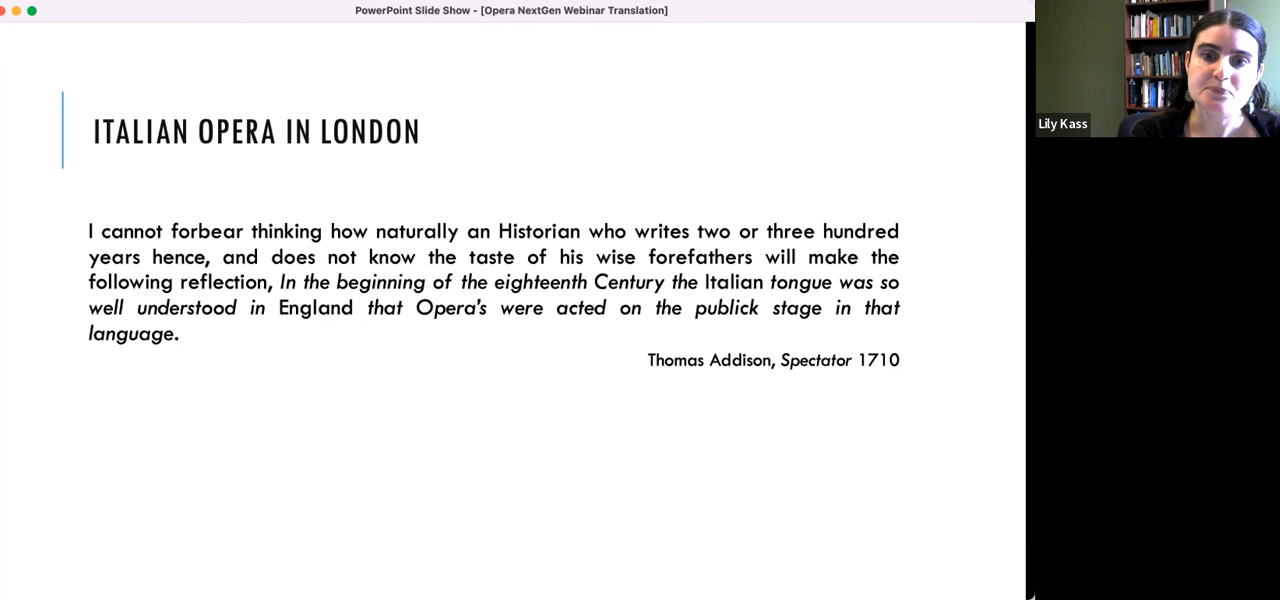 PowerPoint Slide Show - [Opera NextGen Webinar Translation]
ITALIAN OPERA IN LONDON
I cannot forbear thinking how naturally an Historian who writes two or three hundred
years hence, and does not know the taste of his wise forefathers will make the
following reflection, In the beginning of the eighteenth Century the Italian tongue was so
well understood in England that Opera's were acted on the publick stage in that
language.
Thomas Addison, Spectator 1710
Lily Kass